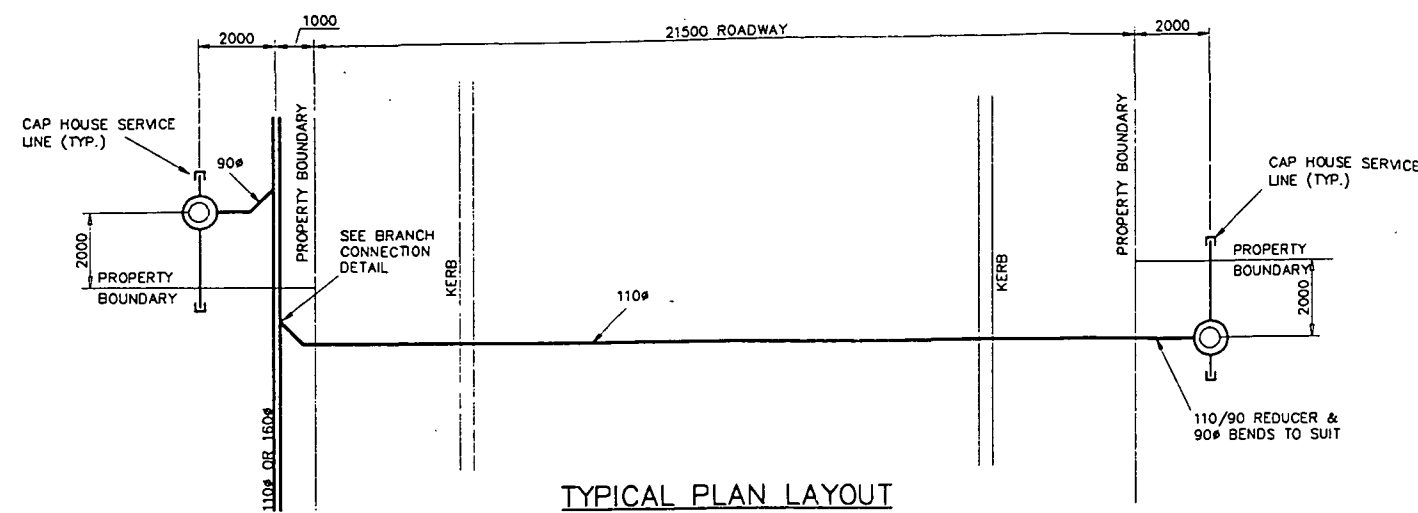 1000
2000
21500 ROADWAY
2000
CAP HOUSE SERVICE
LINE (TYP.)
90ø
PROPERTY BOUNDARY
SEE BRANCH
CONNECTION
DETAIL
2000
PROPERTY
BOUNDARY
KERB
110ø
KERB
PROPERTY BOUNDARY
CAP HOUSE SERVICE
LINE (TYP.)
PROPERTY
BOUNDARY
2000
110/90 REDUCER &
90ø BENDS TO SUIT
110ø OR 160ø
TYPICAL PLAN LAYOUT